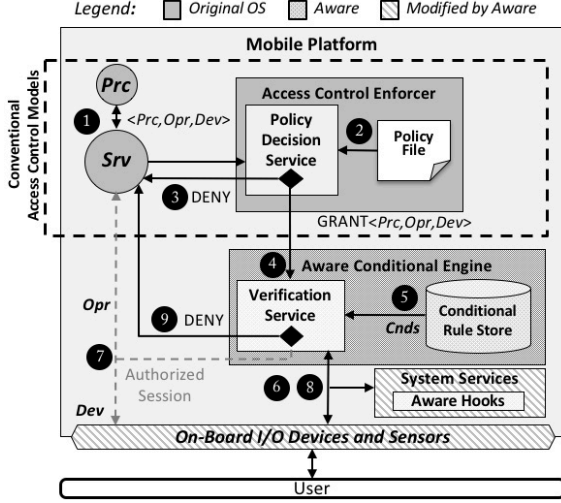 Legend: Original OS Aware Modified by Aware
Mobile Platform
Conventional
Access Control Models
Prc
1
<Prc,Opr,Dev>
Srv
Access Control Enforcer
Policy
Decision
Service
2
Policy
File
3 DENY
GRANT<Prc,Opr,Dev>
4
Aware Conditional Engine
Verification
Service
5
Cnds
Conditional
Rule Store
9 DENY
Opr
7
Authorized
Session
Dev
6 8
System Services
Aware Hooks
On-Board I/O Devices and Sensors
User